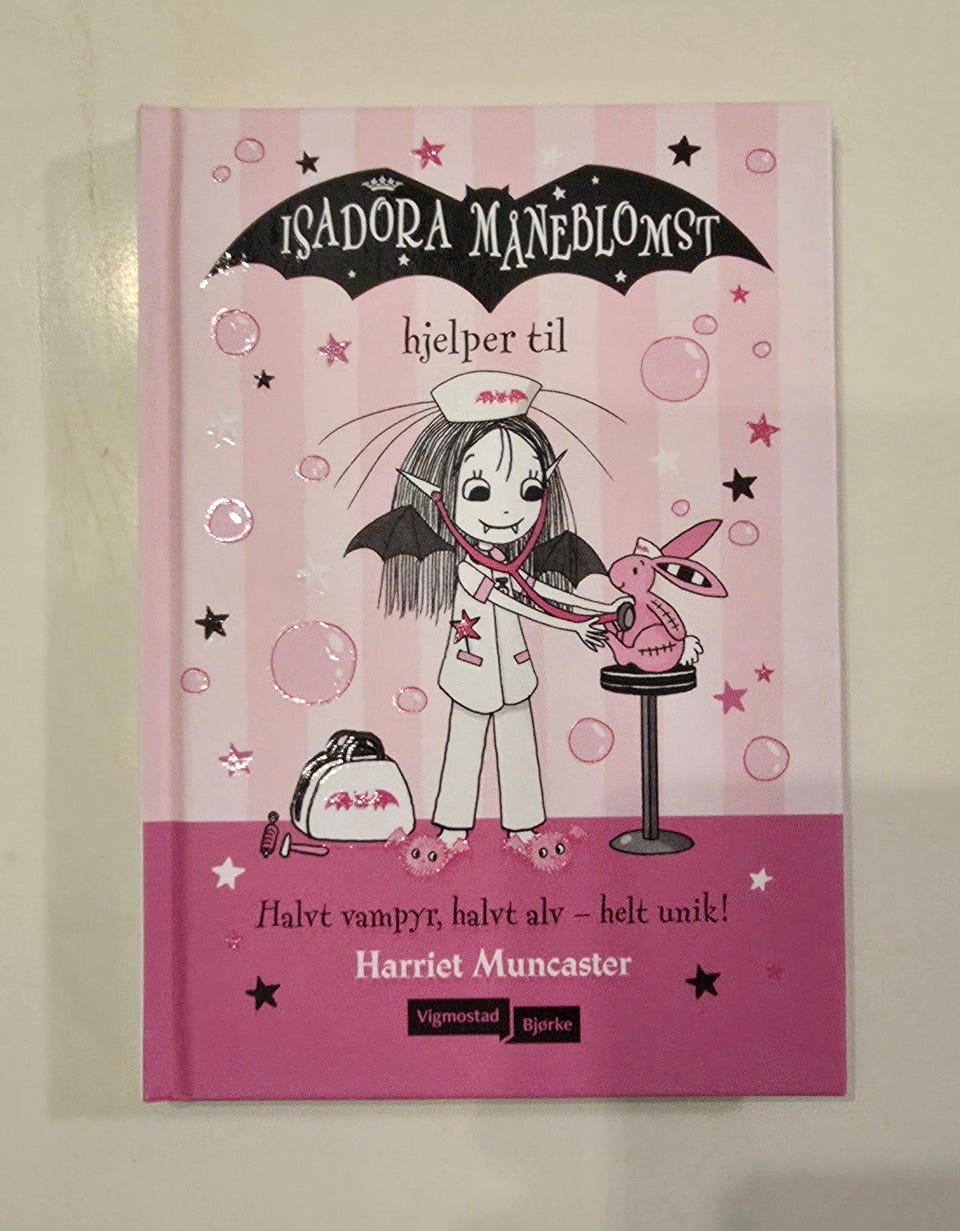 ISADORA MÅNEBLOMST
hjelper til
Halvt vampyr, halvt alv – helt unik!
Harriet Muncaster
Vigmostad
Bjørke